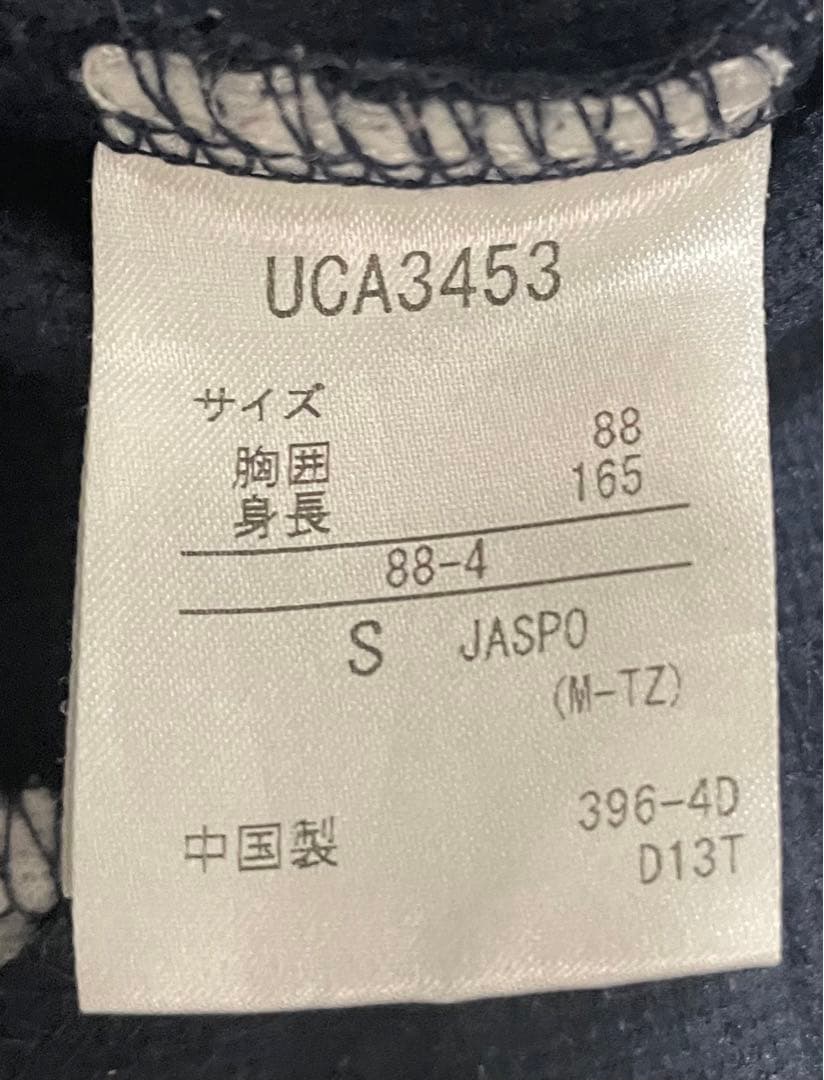 UCA3453
サイズ
胸囲 88
身長 165
88-4
S JASPO
(M-TZ)
396-4D
中国製 D13T